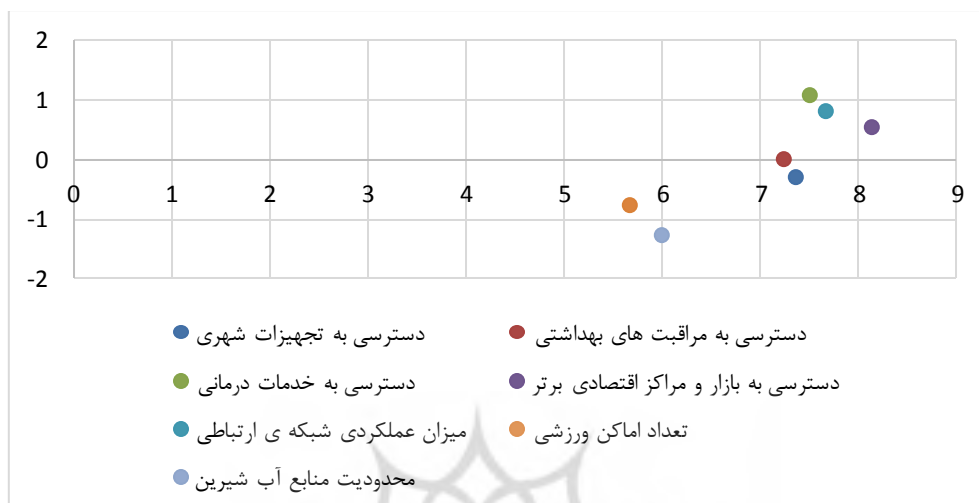 2
1
0
-1
-2
0 1 2 3 4 5 6 7 8 9
دسترسی به مراقبت های بهداشتی
دسترسی به تجهیزات شهری
دسترسی به بازار و مراکز اقتصادی برتر
دسترسی به خدمات درمانی
تعداد اماکن ورزشی
میزان عملکردی شبکه ی ارتباطی
محدودیت منابع آب شیرین